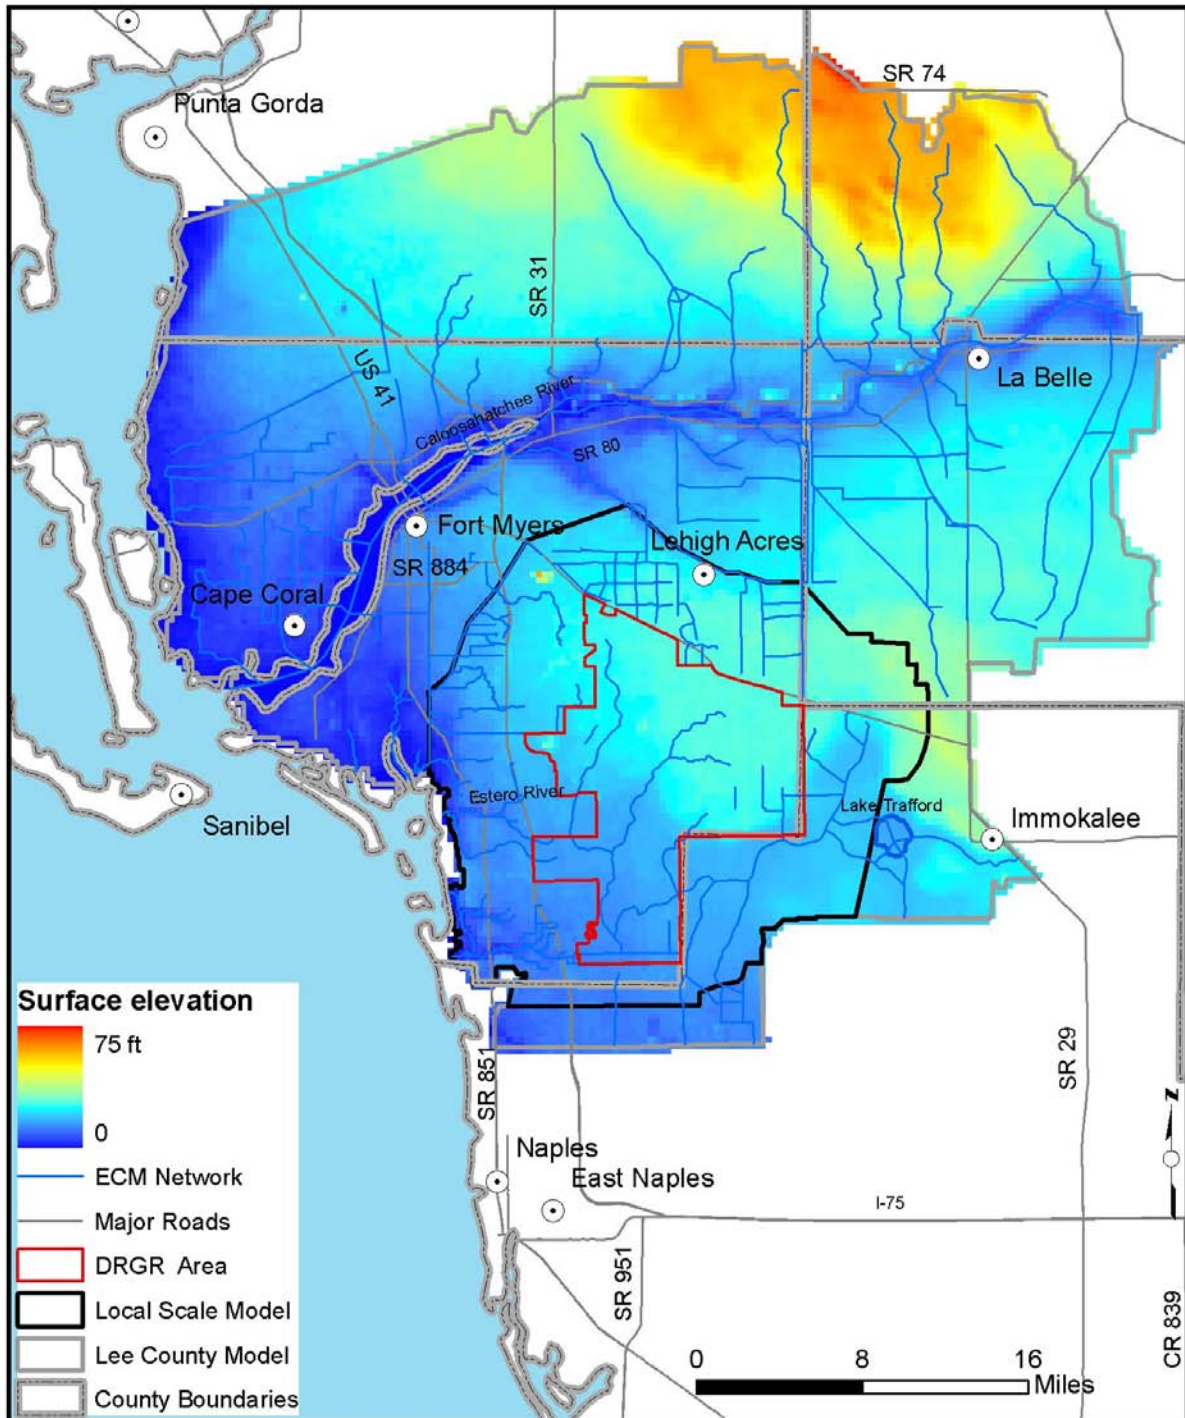 SR 74
Punta Gorda
SR 31
US 41
La Belle
Caloosahatchee River
SR 80
Fort Myers
Lehigh Acres
SR 884
Cape Coral
Estero River
Lake Trafford
Sanibel
Immokalee
Surface elevation
75 ft
0
ECM Network
Major Roads
DRGR Area
Local Scale Model
Lee County Model
County Boundaries
SR 851
SR 29
N
Naples
East Naples
I-75
SR 951
CR 839
0 8 16
Miles